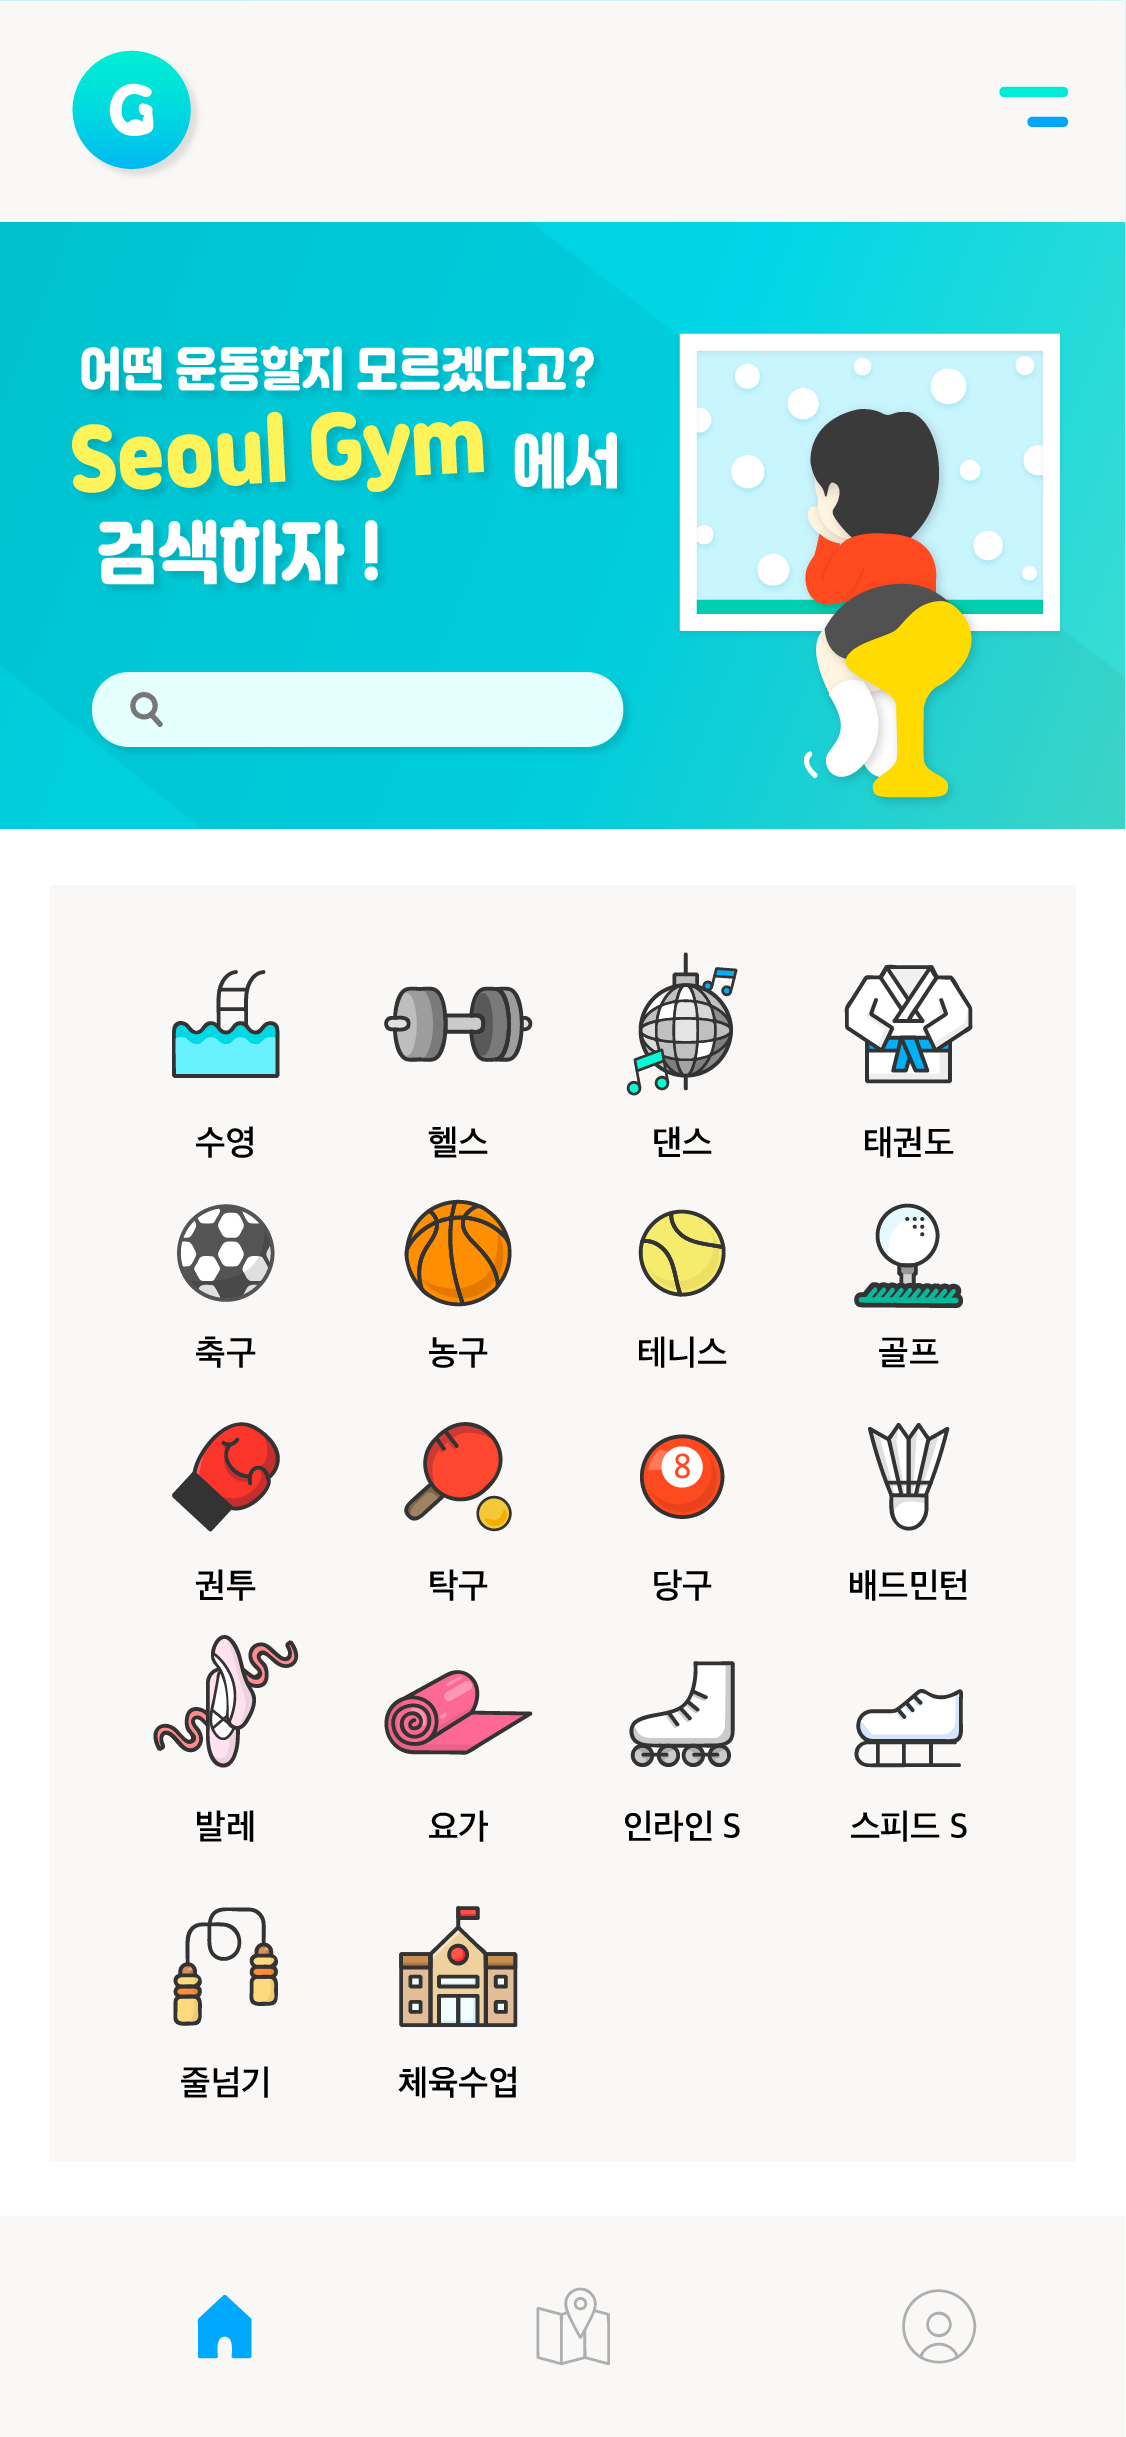 G
어떤 운동할지 모르겠다고?
Seoul Gym 에서
검색하자 !
수영 헬스 댄스 태권도
축구 농구 테니스 골프
8
권투 탁구 당구 배드민턴
발레 요가 인라인 S 스피드 S
줄넘기 체육수업